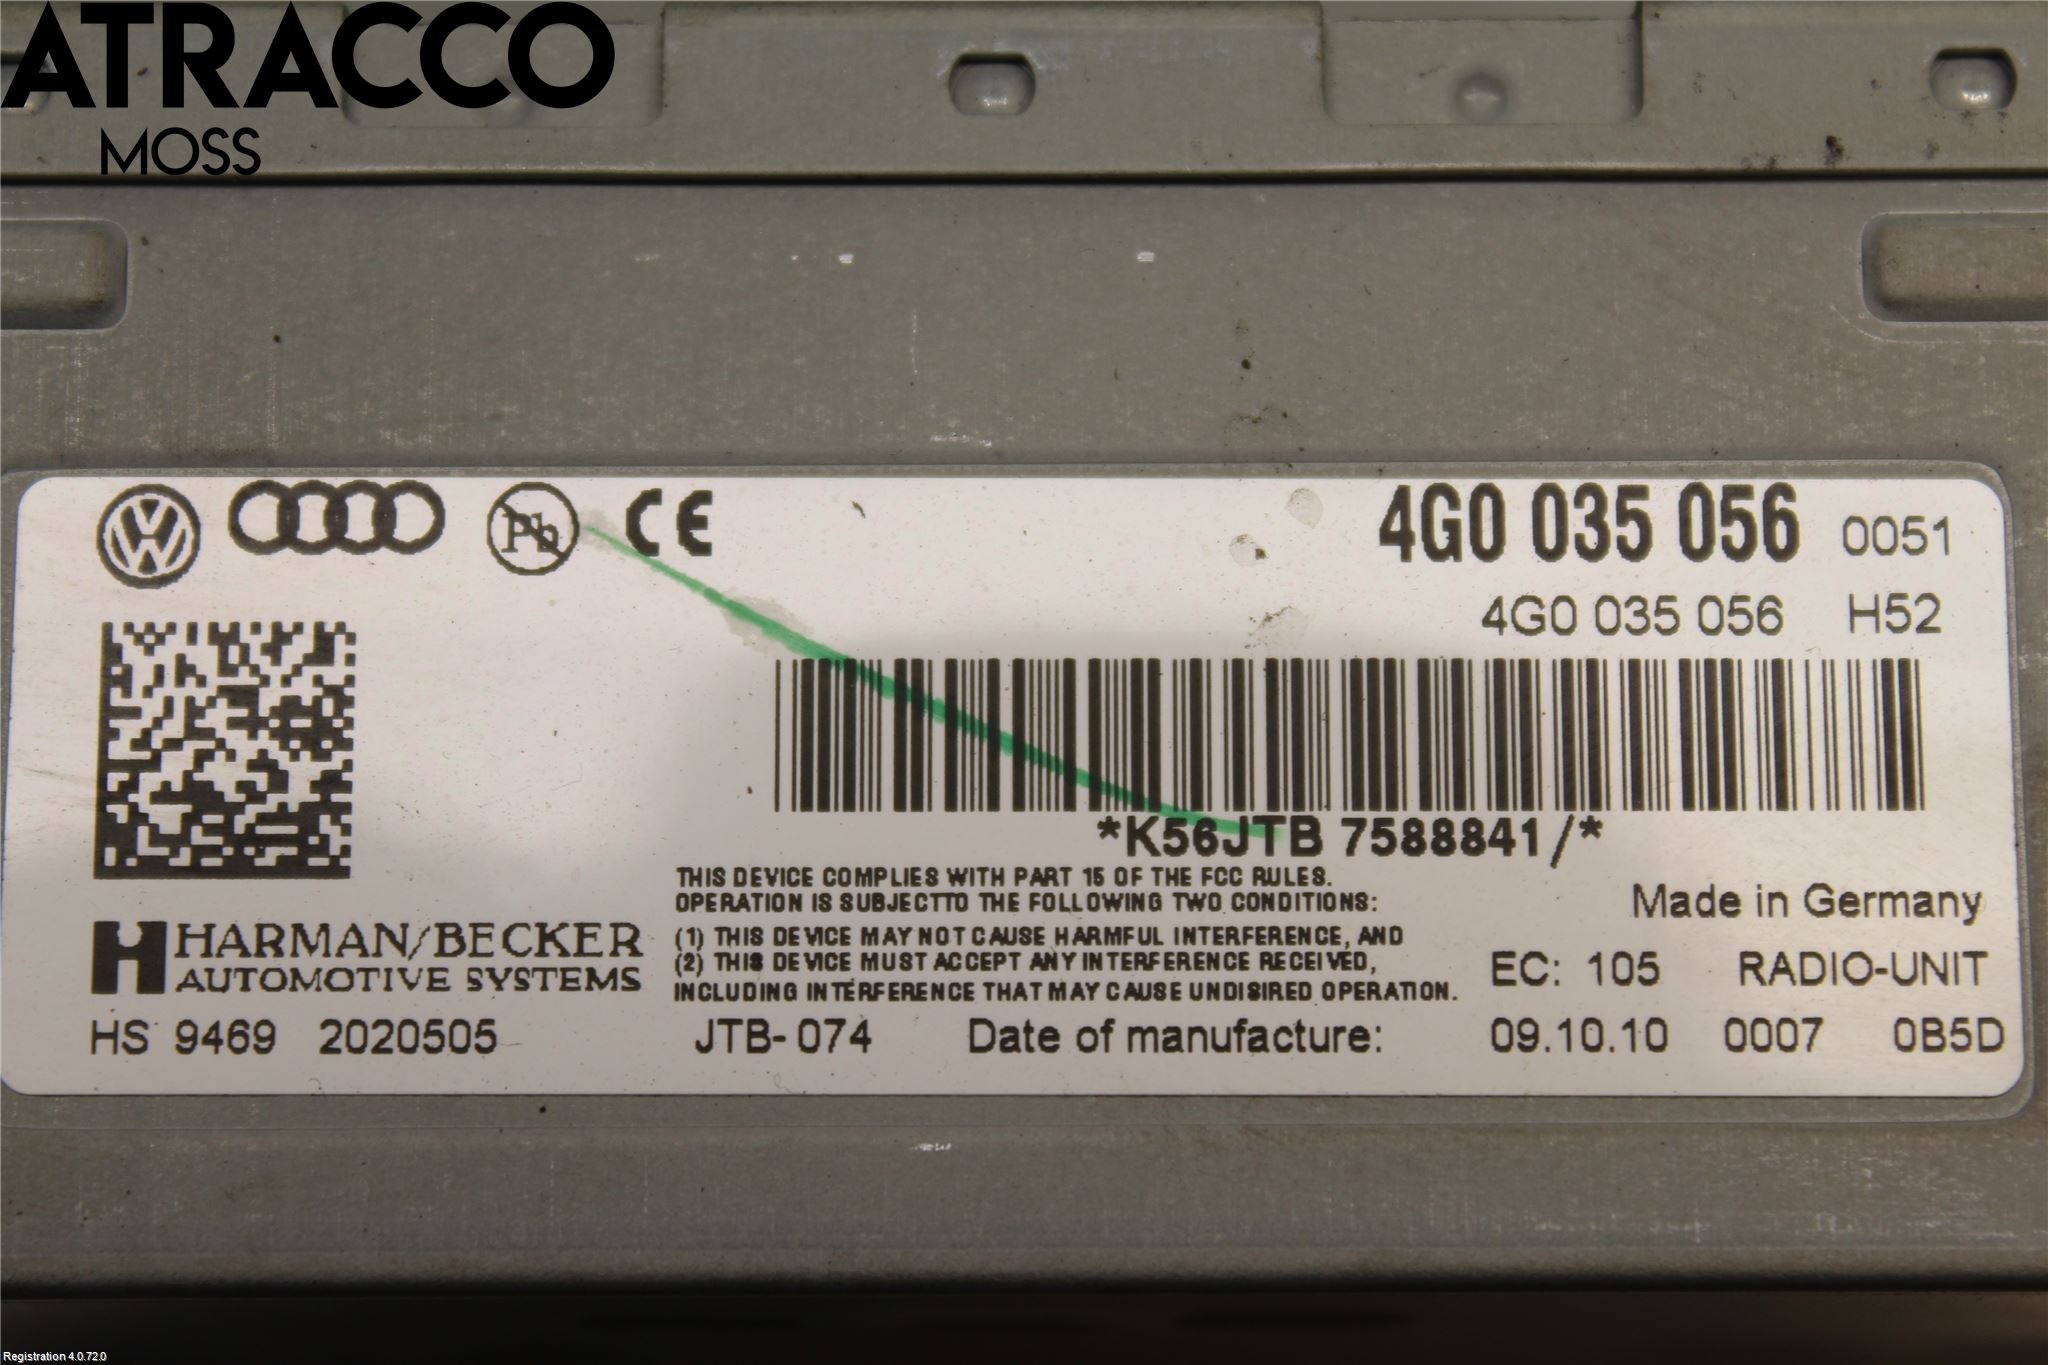 ATRACCO
MOSS
Pb
CE
4G0 035 056 0051
4G0 035 056 H52
*K56JTB 7588841/*
THIS DEVICE COMPLIES WITH PART 15 OF THE FCC RULES.
OPERATION IS SUBJECTTO THE FOLLOWING TWO CONDITIONS:
(1) THIS DEVICE MAY NOT CAUSE HARMFUL INTERFERENCE, AND
(2) THIS DEVICE MUST ACCEPT ANY INTERFERENCE RECEIVED,
INCLUDING INTERFERENCE THAT MAY CAUSE UNDISIRED OPERATION.
Made in Germany
HARMAN/BECKER
AUTOMOTIVE SYSTEMS
EC: 105 RADIO-UNIT
HS 9469 2020505 JTB-074 Date of manufacture: 09.10.10 0007 0B5D
Registration 4.0.72.0